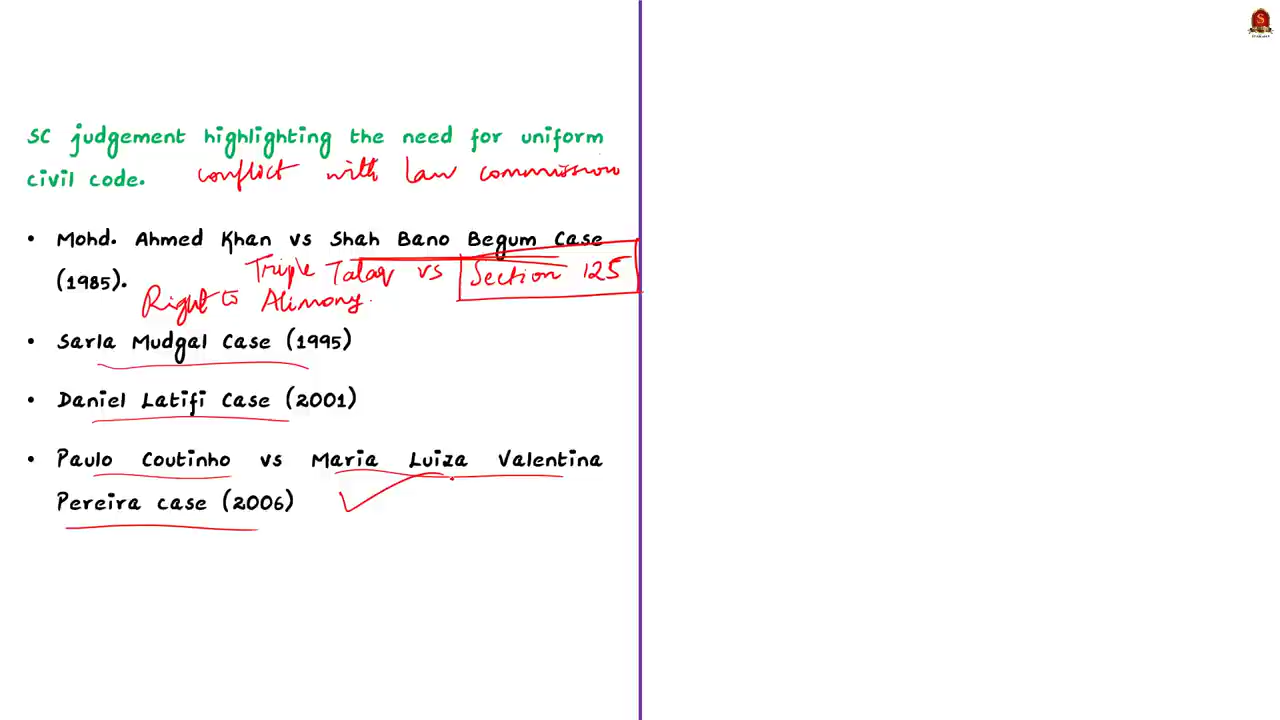 SC judgement highlighting the need for uniform
civil code. conflict with law commission
• Mohd. Ahmed Khan vs Shah Bano Begum Case
(1985). Triple Talaq vs Section 125
Right to Alimony.
• Sarla Mudgal Case (1995)
• Daniel Latifi Case (2001)
• Paulo Coutinho vs Maria Luiza Valentina
Pereira case (2006)